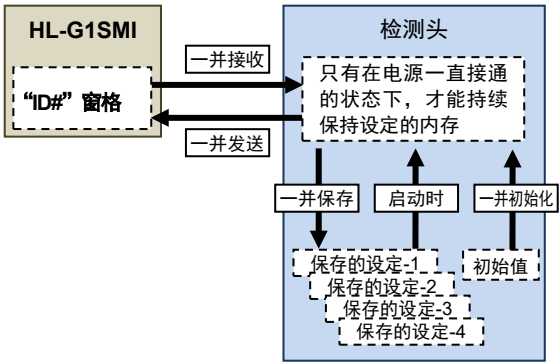 HL-G1SMI
“ID#”窗格
一并接收
一并发送
检测头
只有在电源一直接通
的状态下，才能持续
保持设定的内存
一并保存
启动时
一并初始化
保存的设定-1
保存的设定-2
保存的设定-3
保存的设定-4
初始值